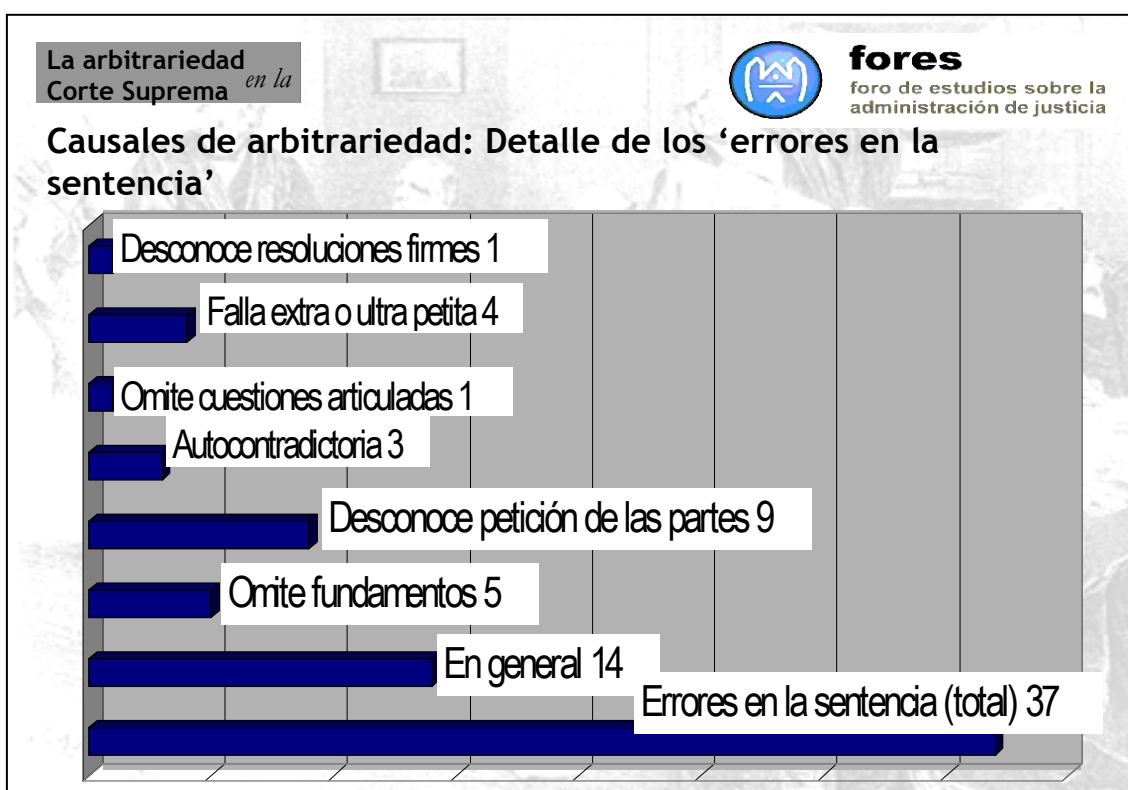 La arbitrariedad
Corte Suprema en la
fores
foro de estudios sobre la
administración de justicia
Causales de arbitrariedad: Detalle de los ‘errores en la
sentencia’
Desconoce resoluciones firmes 1
Falla extra o ultra petita 4
Omite cuestiones articuladas 1
Autocontradictoria 3
Desconoce petición de las partes 9
Omite fundamentos 5
En general 14
Errores en la sentencia (total) 37